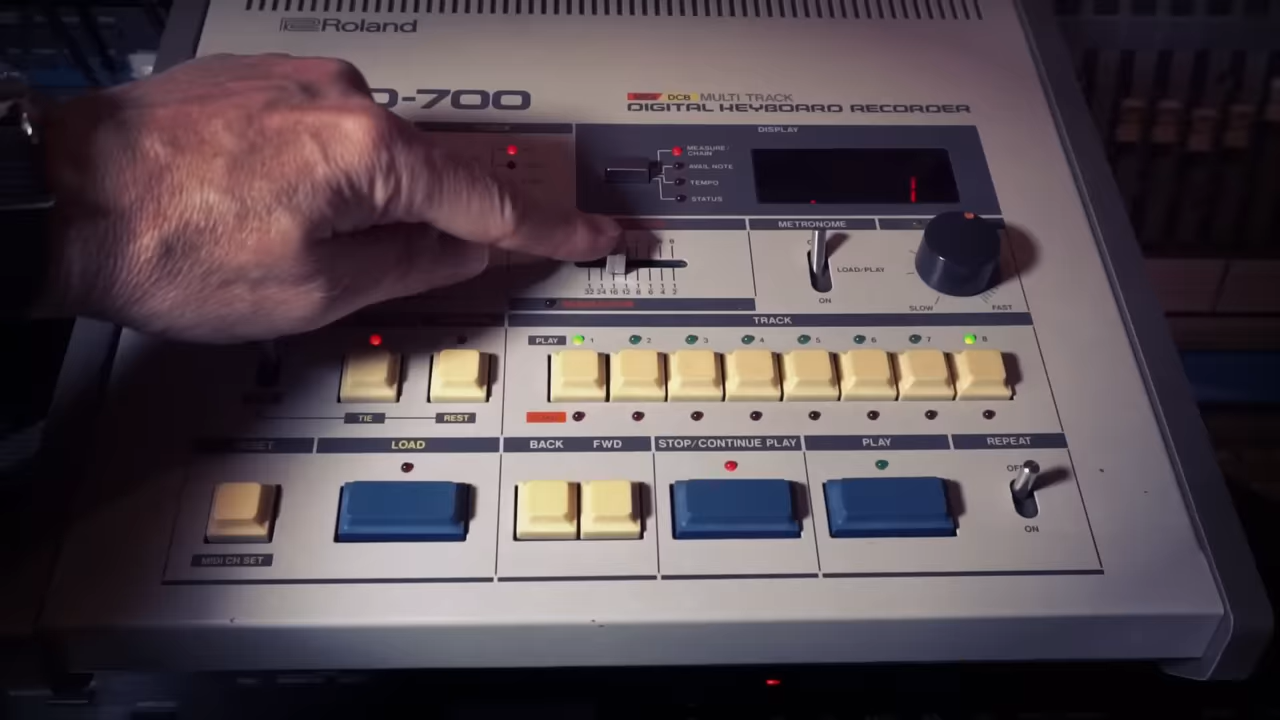 Roland
D-700
MIDI DCB MULTI TRACK
DIGITAL KEYBOARD RECORDER
DISPLAY
MEASURE/
CHAIN
AVAIL NOTE
TEMPO
STATUS
METRONOME
LOAD/PLAY
ON
SLOW
FAST
32 24 16 12 8 6 4 2
TRACK
PLAY 1 2 3 4 5 6 7 8
TIE
REST
LOAD
BACK FWD
STOP/CONTINUE PLAY
PLAY
REPEAT
OFF
ON
MIDI CH SET